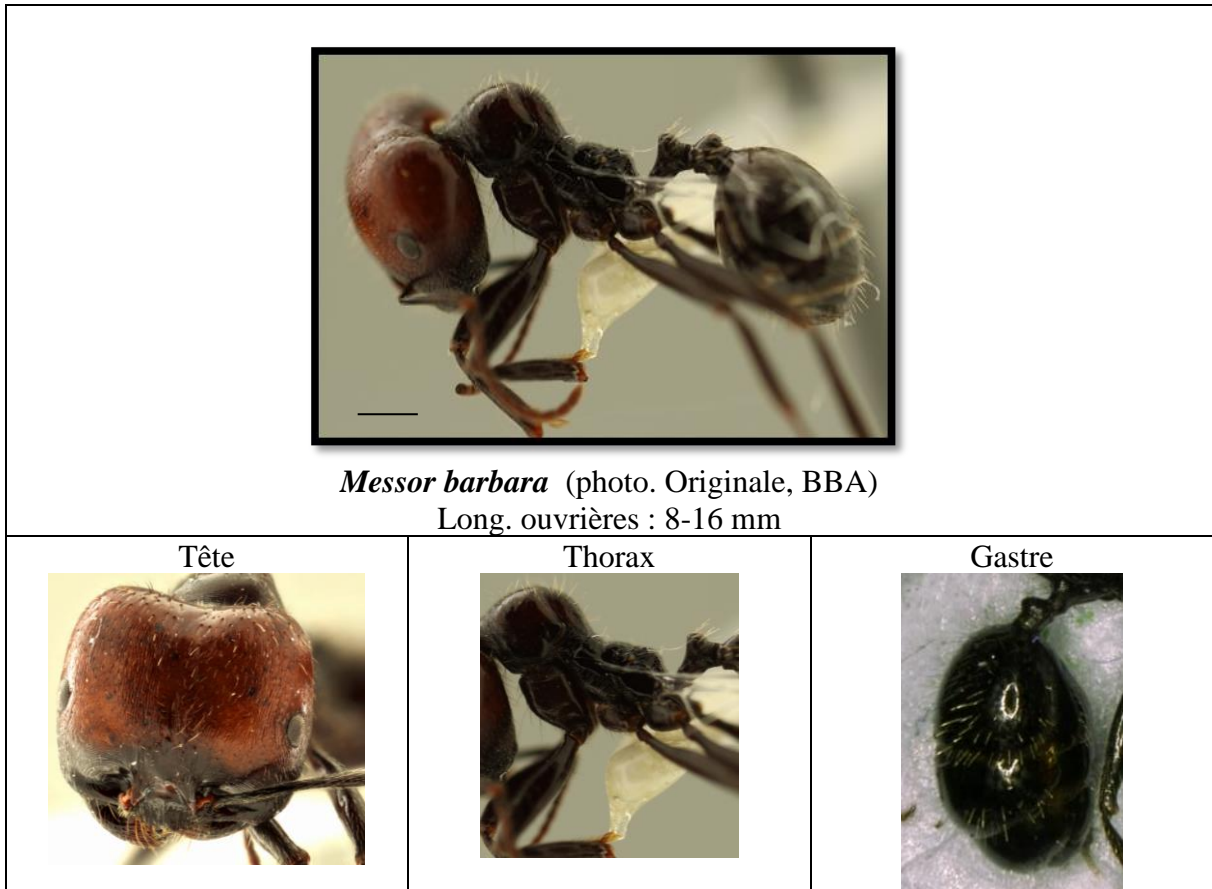 Messor barbara (photo. Originale, BBA)
Long. ouvrières : 8-16 mm
Tête
Thorax
Gastre